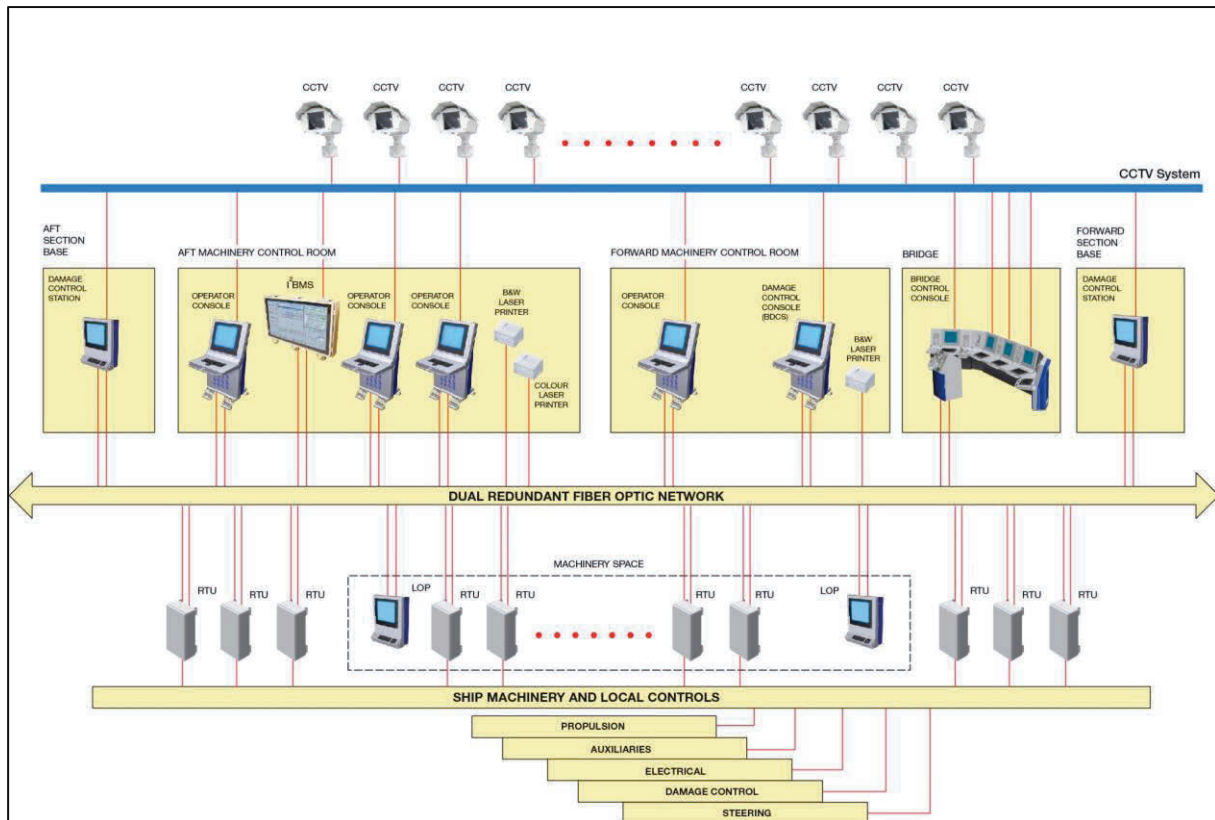 CCTV
CCTV
CCTV
CCTV
CCTV
CCTV
CCTV
CCTV
CCTV System
AFT
SECTION
BASE
AFT MACHINERY CONTROL ROOM
FORWARD MACHINERY CONTROL ROOM
BRIDGE
FORWARD
SECTION
BASE
DAMAGE
CONTROL
STATION
OPERATOR
CONSOLE
I²BMS
OPERATOR
CONSOLE
OPERATOR
CONSOLE
B&W
LASER
PRINTER
COLOUR
LASER
PRINTER
OPERATOR
CONSOLE
DAMAGE
CONTROL
CONSOLE
(BDCS)
B&W
LASER
PRINTER
BRIDGE
CONTROL
CONSOLE
DAMAGE
CONTROL
STATION
DUAL REDUNDANT FIBER OPTIC NETWORK
MACHINERY SPACE
RTU
RTU
RTU
LOP
RTU
RTU
RTU
RTU
LOP
RTU
RTU
RTU
SHIP MACHINERY AND LOCAL CONTROLS
PROPULSION
AUXILIARIES
ELECTRICAL
DAMAGE CONTROL
STEERING